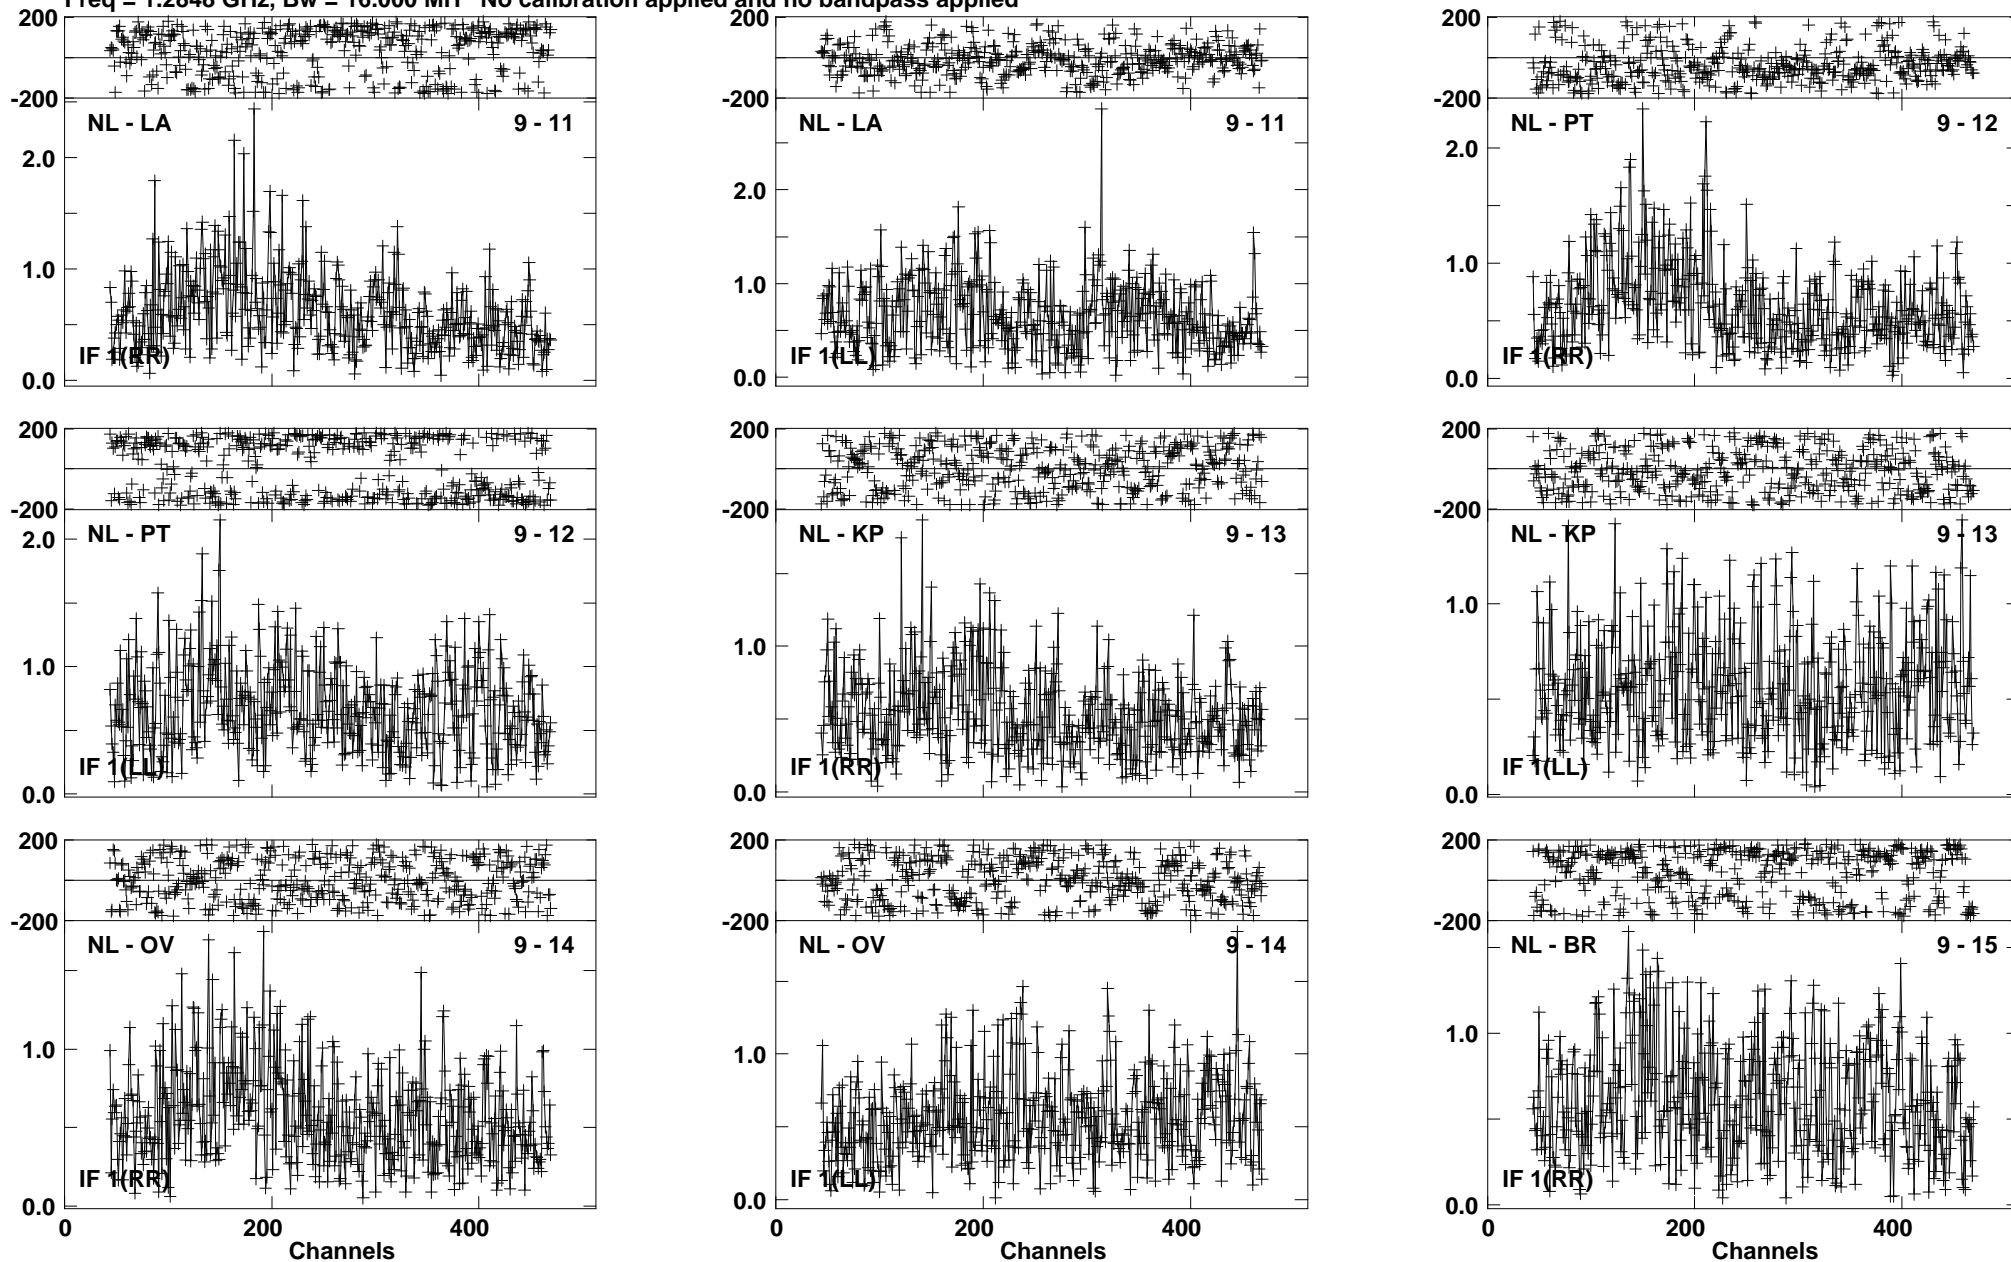 Freq = 1.2848 GHz, Bw = 16.000 MH No calibration applied and no bandpass applied
200 200 200
-200 -200 -200
NL - LA 9 - 11 NL - LA 9 - 11 NL - PT 9 - 12
2.0 2.0 2.0
1.0 1.0 1.0
IF 1(RR) IF 1(LL) IF 1(RR)
0.0 0.0 0.0
200 200 200
-200 -200 -200
NL - PT 9 - 12 NL - KP 9 - 13 NL - KP 9 - 13
2.0
1.0 1.0 1.0
IF 1(LL) IF 1(RR) IF 1(LL)
0.0 0.0 0.0
200 200 200
-200 -200 -200
NL - OV 9 - 14 NL - OV 9 - 14 NL - BR 9 - 15
1.0 1.0 1.0
IF 1(RR) IF 1(LL) IF 1(RR)
0.0 0.0 0.0
0 200 400 200 400 0 200 400
Channels Channels Channels